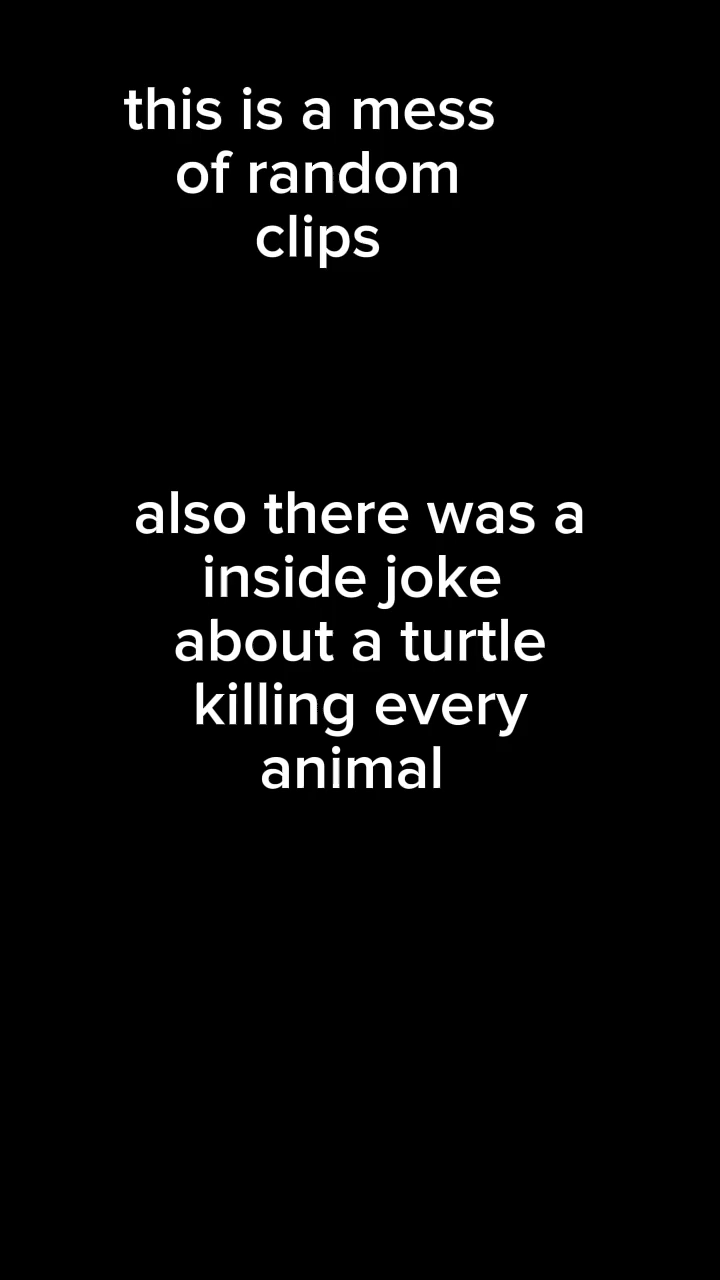 this is a mess
of random
clips
also there was a
inside joke
about a turtle
killing every
animal